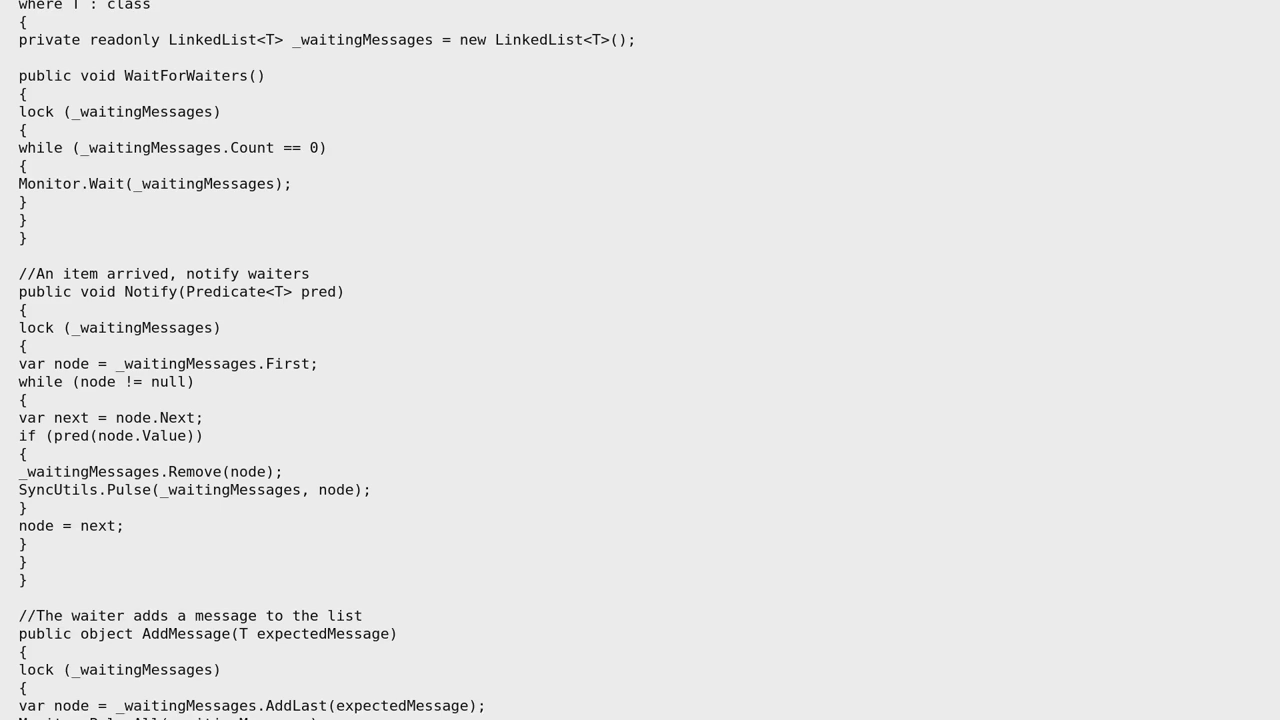 where T : class
{
private readonly LinkedList<T> _waitingMessages = new LinkedList<T>();

public void WaitForWaiters()
{
lock (_waitingMessages)
{
while (_waitingMessages.Count == 0)
{
Monitor.Wait(_waitingMessages);
}
}
}

//An item arrived, notify waiters
public void Notify(Predicate<T> pred)
{
lock (_waitingMessages)
{
var node = _waitingMessages.First;
while (node != null)
{
var next = node.Next;
if (pred(node.Value))
{
_waitingMessages.Remove(node);
SyncUtils.Pulse(_waitingMessages, node);
}
node = next;
}
}
}

//The waiter adds a message to the list
public object AddMessage(T expectedMessage)
{
lock (_waitingMessages)
{
var node = _waitingMessages.AddLast(expectedMessage);